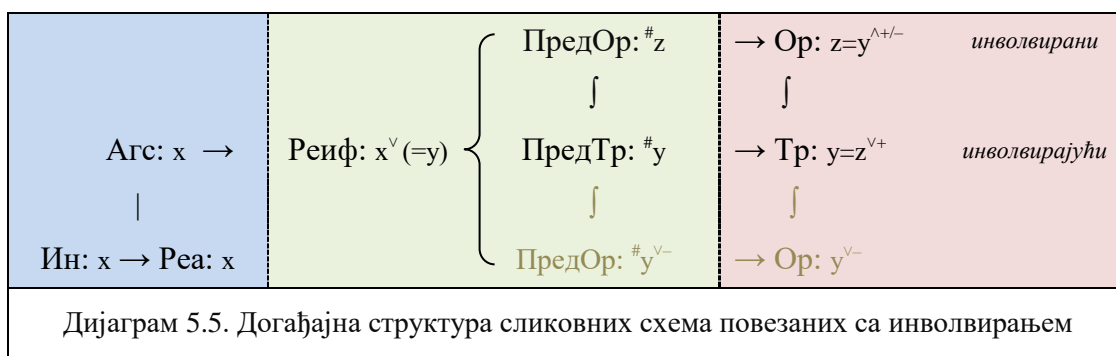 ПредОр: #z → Ор: z=y^+/– инволвирани
∫ ∫
Агс: x → Реиф: x˅ (=y) { ПредТр: #y → Тр: y=z˅+ инволвирајући
| ∫ ∫
Ин: x → Реа: x ПредОр: #y˅– → Ор: y˅–
Дијаграм 5.5. Догађајна структура сликовних схема повезаних са инволвирањем